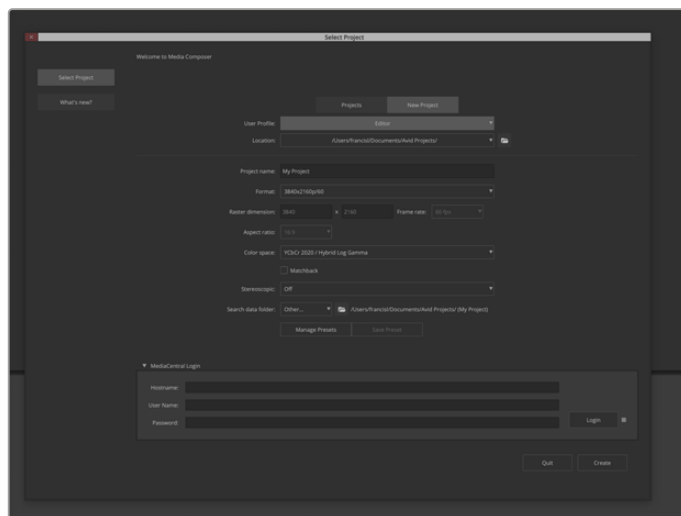 Select Project
Welcome to Media Composer
Select Project
What's new?
Projects New Project
User Profile: Editor
Location: /Users/francisl/Documents/Avid Projects/
Project name: My Project
Format: 3840x2160p/60
Raster dimension: 3840 x 2160 Frame rate: 60 fps
Aspect ratio: 16:9
Color space: YCbCr 2020 / Hybrid Log Gamma
Matchback
Stereoscopic: Off
Search data folder: Other... /Users/francisl/Documents/Avid Projects/ (My Project)
Manage Presets Save Preset
MediaCentral Login
Hostname:
User Name:
Password:
Login
Quit Create